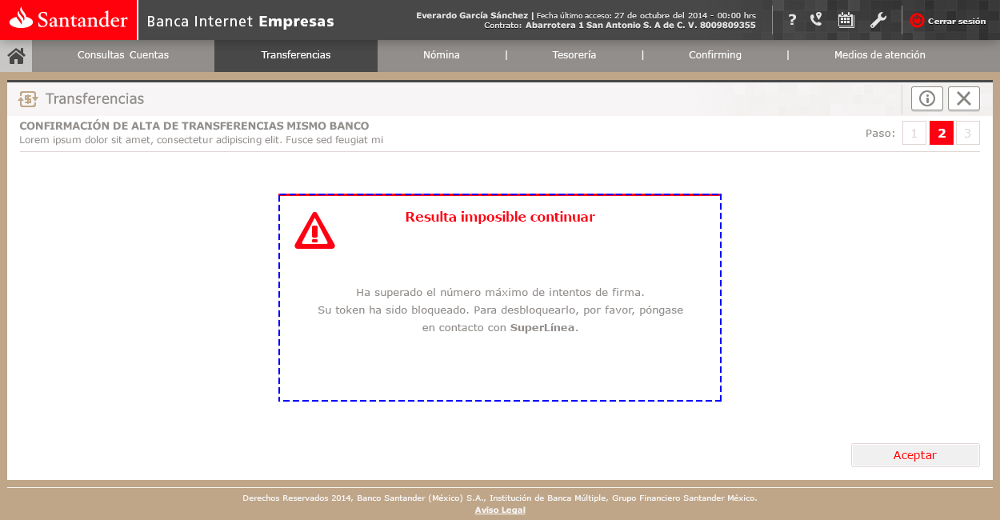 Santander
Banca Internet Empresas
Everardo García Sánchez | Fecha último acceso: 27 de octubre del 2014 - 00:00 hrs
Contrato: Abarrotera 1 San Antonio S. A de C. V. 8009809355
?
Cerrar sesión
Consultas Cuentas
Transferencias
Nómina | Tesorería | Confirming | Medios de atención
Transferencias
CONFIRMACIÓN DE ALTA DE TRANSFERENCIAS MISMO BANCO
Lorem ipsum dolor sit amet, consectetur adipiscing elit. Fusce sed feugiat mi
Paso: 1 2 3
Resulta imposible continuar
Ha superado el número máximo de intentos de firma.
Su token ha sido bloqueado. Para desbloquearlo, por favor, póngase
en contacto con SuperLínea.
Aceptar
Derechos Reservados 2014, Banco Santander (México) S.A., Institución de Banca Múltiple, Grupo Financiero Santander México.
Aviso Legal